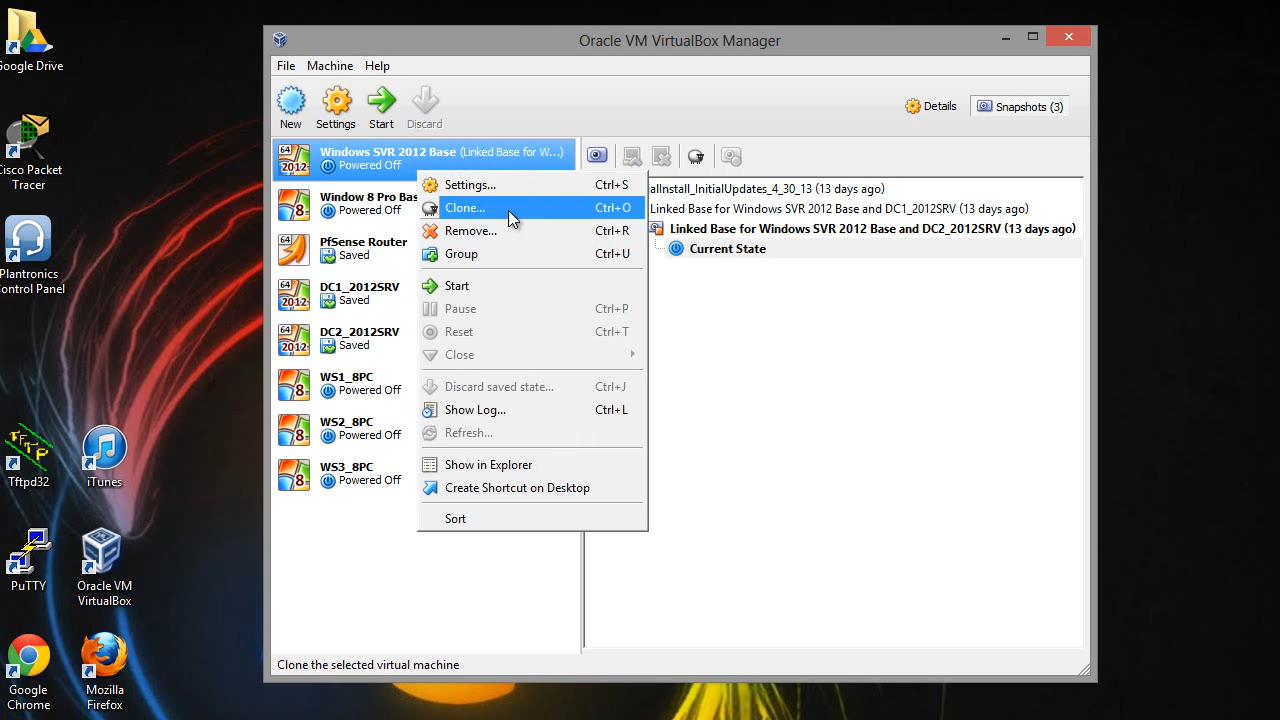 Oracle VM VirtualBox Manager
File Machine Help
New Settings Start Discard
Details Snapshots (3)
64 2012 Windows SVR 2012 Base (Linked Base for W...)
Powered Off
64 8 Window 8 Pro Bas
Powered Off
PfSense Router
Saved
64 2012 DC1_2012SRV
Saved
64 2012 DC2_2012SRV
Saved
8 WS1_8PC
Powered Off
8 WS2_8PC
Powered Off
8 WS3_8PC
Powered Off
Settings... Ctrl+S
Clone... Ctrl+O
Remove... Ctrl+R
Group Ctrl+U
Start
Pause Ctrl+P
Reset Ctrl+T
Close
Discard saved state... Ctrl+J
Show Log... Ctrl+L
Refresh...
Show in Explorer
Create Shortcut on Desktop
Sort
allInstall_InitialUpdates_4_30_13 (13 days ago)
Linked Base for Windows SVR 2012 Base and DC1_2012SRV (13 days ago)
Linked Base for Windows SVR 2012 Base and DC2_2012SRV (13 days ago)
Current State
Clone the selected virtual machine
Google Drive
Cisco Packet
Tracer
Plantronics
Control Panel
TFTP
Tftpd32
iTunes
PuTTY
Oracle VM
VirtualBox
Google
Chrome
Mozilla
Firefox